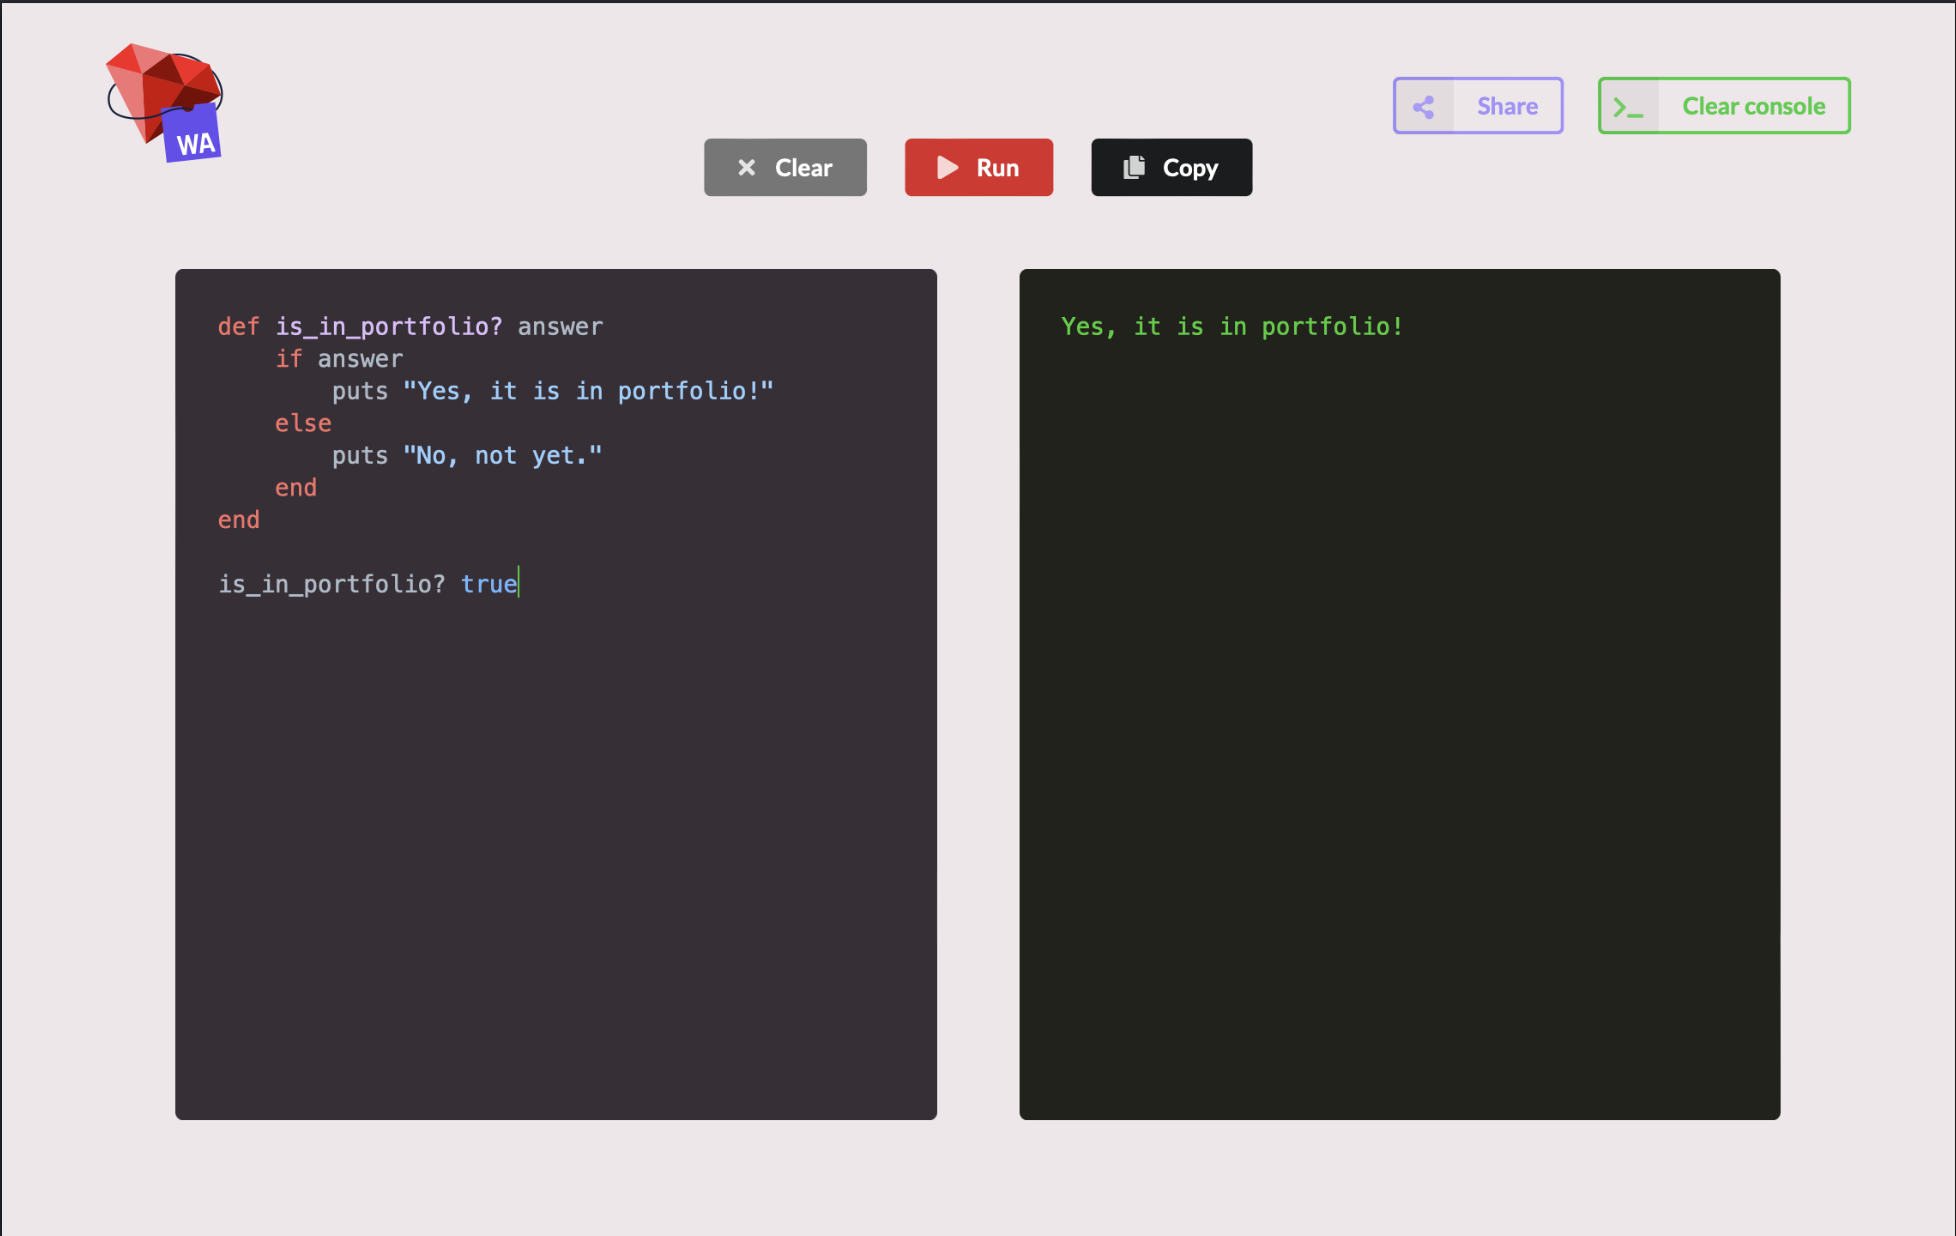 WA
Share
Clear console
Clear
Run
Copy
def is_in_portfolio? answer
    if answer
        puts "Yes, it is in portfolio!"
    else
        puts "No, not yet."
    end
end

is_in_portfolio? true
Yes, it is in portfolio!